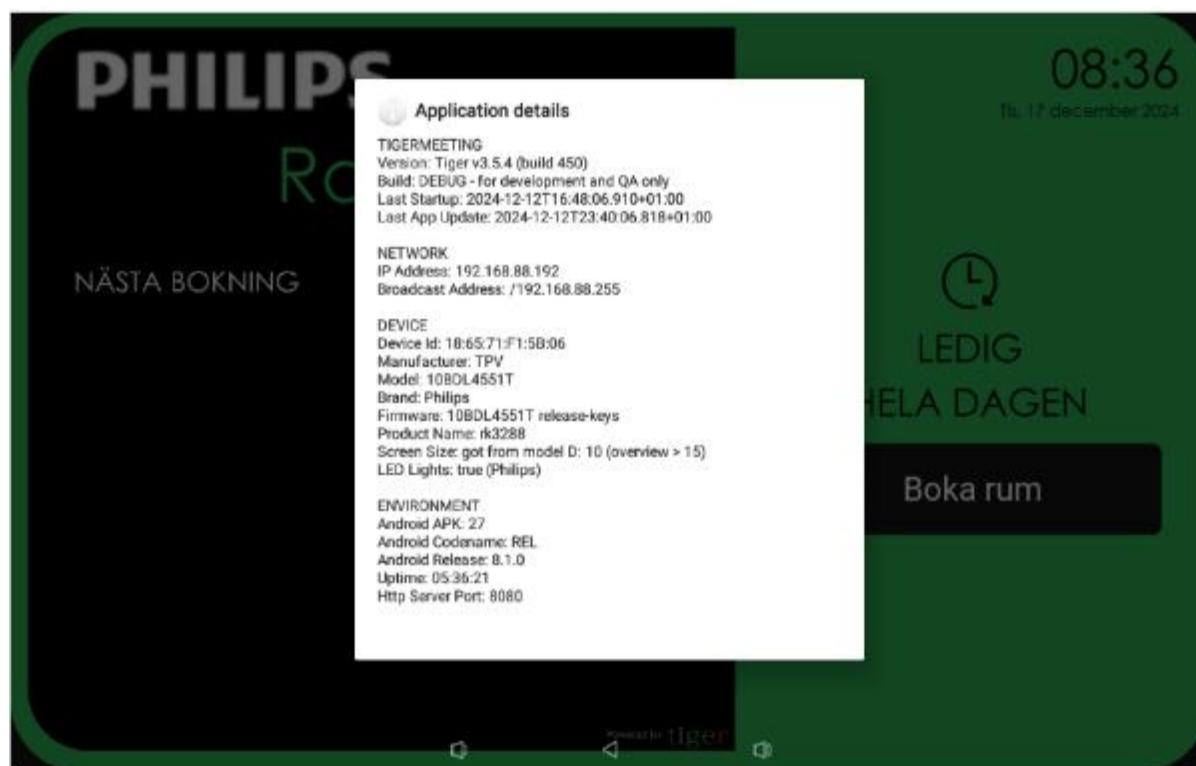 PHILIPS
08:36
Application details
TIGERMEETING
Version: Tiger v3.5.4 (build 450)
Build: DEBUG - for development and QA only
Last Startup: 2024-12-12T16:48:06.910+01:00
Last App Update: 2024-12-12T23:40:06.818+01:00
NETWORK
IP Address: 192.168.88.192
Broadcast Address: /192.168.88.255
DEVICE
Device Id: 18:65:71:F1:5B:06
Manufacturer: TPV
Model: 10BDL4551T
Brand: Philips
Firmware: 10BDL4551T release-keys
Product Name: rk3288
Screen Size: got from model D: 10 (overview > 15)
LED Lights: true (Philips)
ENVIRONMENT
Android APK: 27
Android Codename: REL
Android Release: 8.1.0
Uptime: 05:36:21
Http Server Port: 8080
Ro
NÄSTA BOKNING
17 december 2024
LEDIG
HELA DAGEN
Boka rum
Powered by tiger